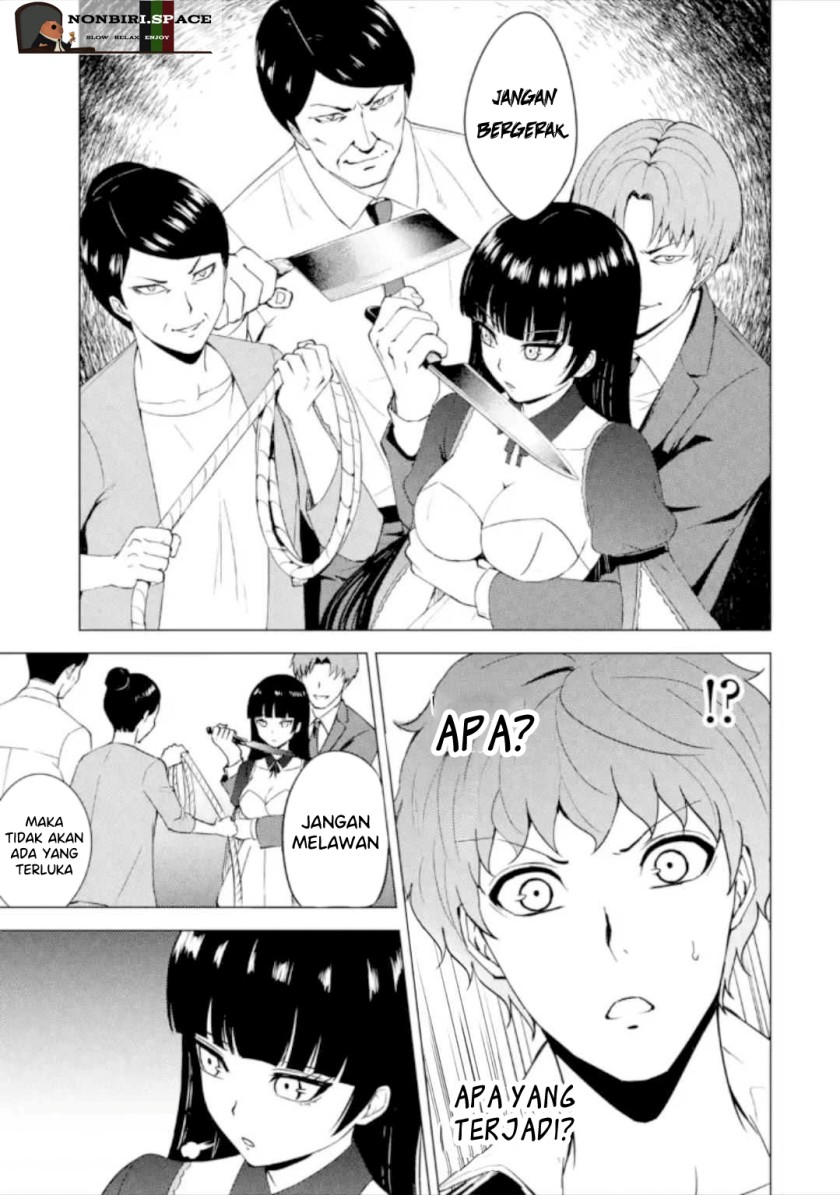 NONBIRI.SPACE
SLOW RELAX ENJOY
JANGAN
BERGERAK
!?
APA?
APA YANG
TERJADI?
JANGAN
MELAWAN
MAKA
TIDAK AKAN
ADA YANG
TERLUKA